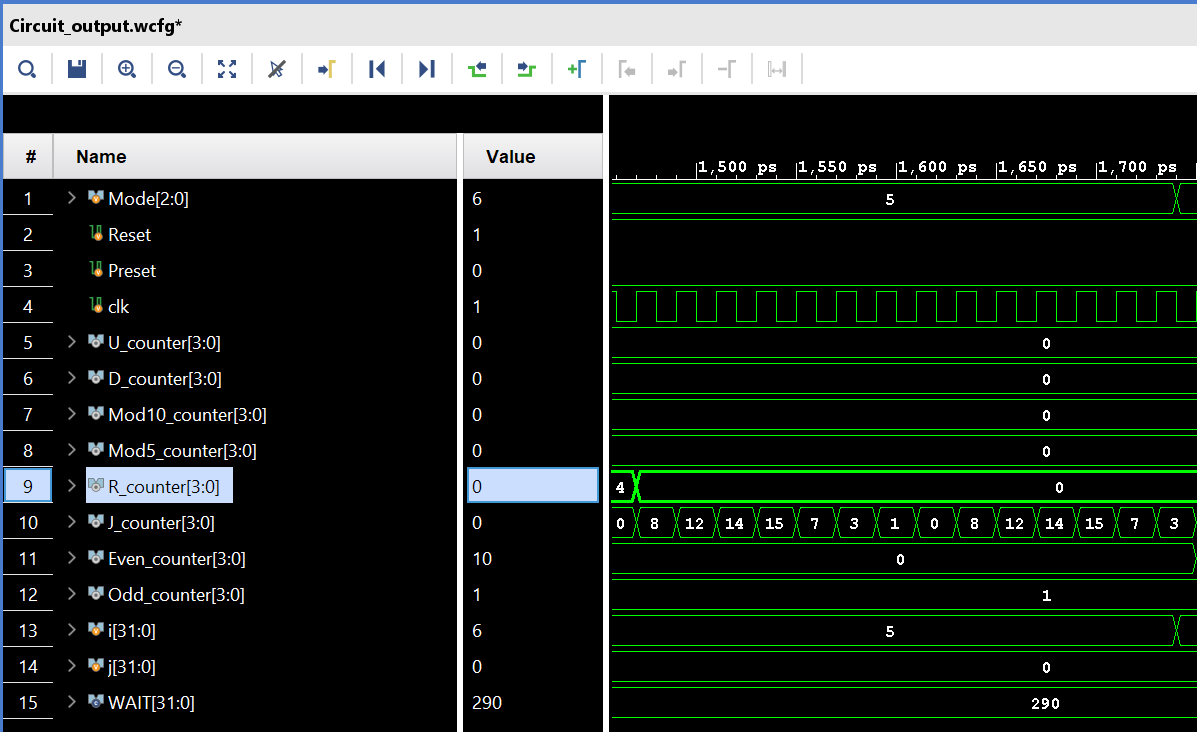 Circuit_output.wcfg*
# Name Value
1,500 ps 1,550 ps 1,600 ps 1,650 ps 1,700 ps
1 Mode[2:0] 6 5
2 Reset 1
3 Preset 0
4 clk 1
5 U_counter[3:0] 0 0
6 D_counter[3:0] 0 0
7 Mod10_counter[3:0] 0 0
8 Mod5_counter[3:0] 0 0
9 R_counter[3:0] 0 4 0
10 J_counter[3:0] 0 0 8 12 14 15 7 3 1 0 8 12 14 15 7 3
11 Even_counter[3:0] 10 0
12 Odd_counter[3:0] 1 1
13 i[31:0] 6 5
14 j[31:0] 0 0
15 WAIT[31:0] 290 290